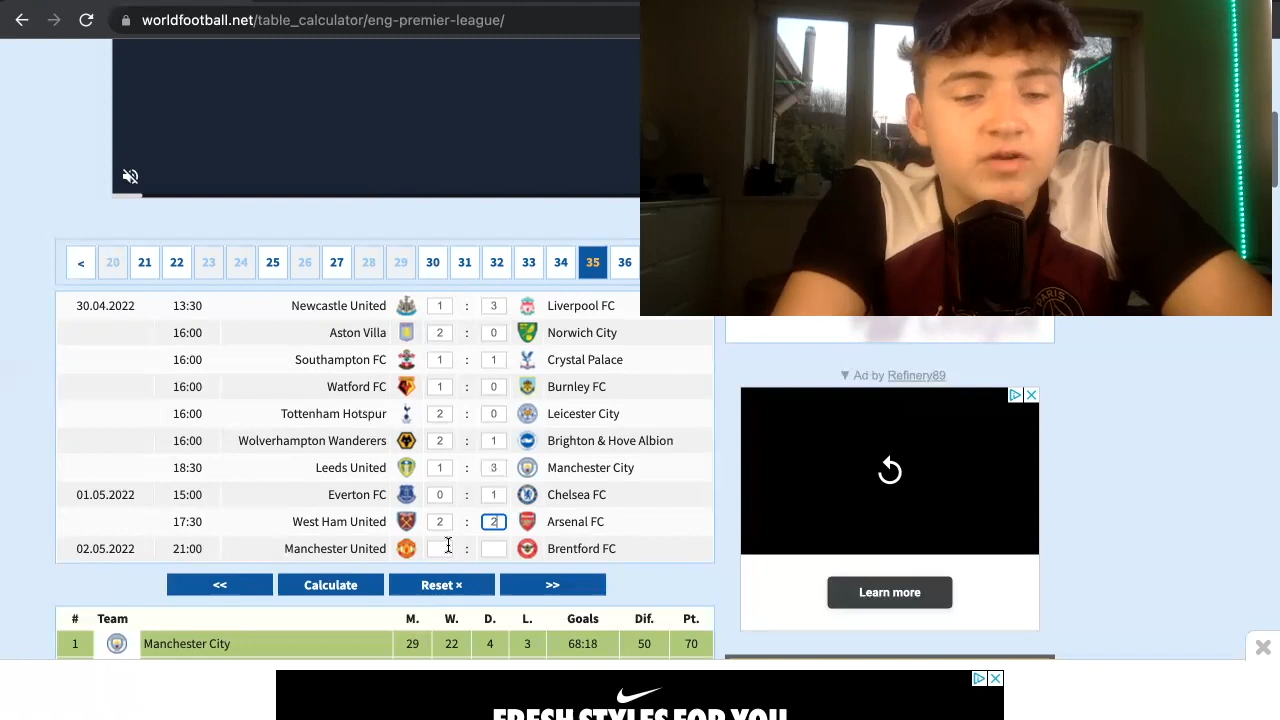 worldfootball.net/table_calculator/eng-premier-league/
< 20 21 22 23 24 25 26 27 28 29 30 31 32 33 34 35 36
30.04.2022 13:30 Newcastle United 1 : 3 Liverpool FC
16:00 Aston Villa 2 : 0 Norwich City
16:00 Southampton FC 1 : 1 Crystal Palace
16:00 Watford FC 1 : 0 Burnley FC
16:00 Tottenham Hotspur 2 : 0 Leicester City
16:00 Wolverhampton Wanderers 2 : 1 Brighton & Hove Albion
18:30 Leeds United 1 : 3 Manchester City
01.05.2022 15:00 Everton FC 0 : 1 Chelsea FC
17:30 West Ham United 2 : 2 Arsenal FC
02.05.2022 21:00 Manchester United : Brentford FC
<< Calculate Reset × >>
# Team M. W. D. L. Goals Dif. Pt.
1 Manchester City 29 22 4 3 68:18 50 70
PARIS
▼ Ad by Refinery89
Learn more
FRESH STYLES FOR YOU